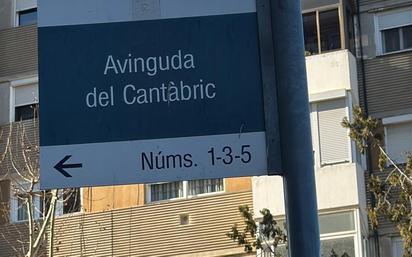 Avinguda
del Cantàbric
Núms. 1-3-5